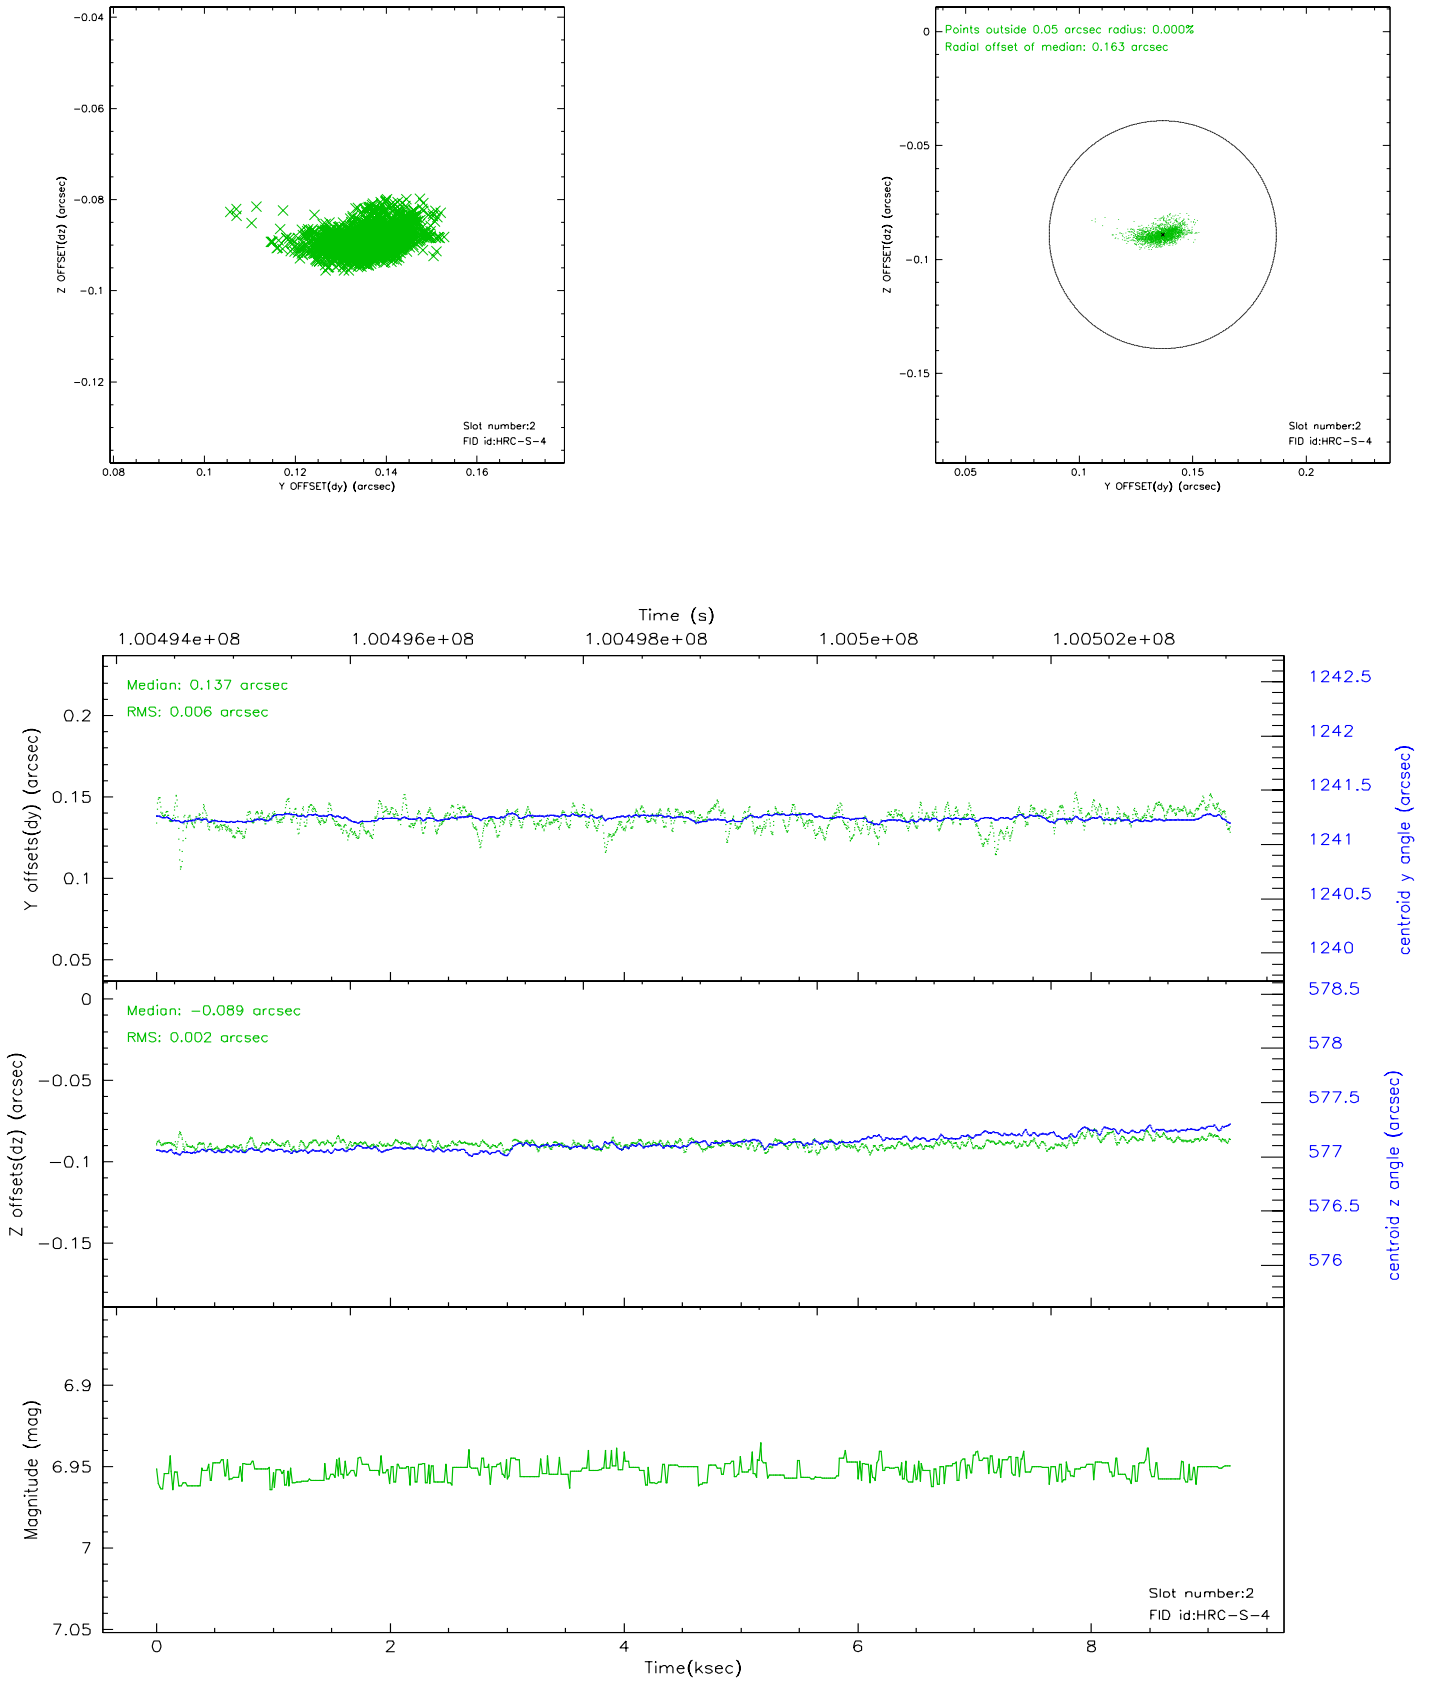 -0.04
-0.06
-0.08
-0.1
-0.12
Z OFFSET(dz) (arcsec)
Slot number:2
FID id:HRC-S-4
0.08 0.1 0.12 0.14 0.16
Y OFFSET(dy) (arcsec)
Points outside 0.05 arcsec radius: 0.000%
Radial offset of median: 0.163 arcsec
0
-0.05
-0.1
-0.15
Z OFFSET(dz) (arcsec)
Slot number:2
FID id:HRC-S-4
0.05 0.1 0.15 0.2
Y OFFSET(dy) (arcsec)
Time (s)
1.00494e+08 1.00496e+08 1.00498e+08 1.005e+08 1.00502e+08
Median: 0.137 arcsec
RMS: 0.006 arcsec
0.2
0.15
0.1
0.05
Y offsets(dy) (arcsec)
1242.5
1242
1241.5
1241
1240.5
1240
centroid y angle (arcsec)
Median: -0.089 arcsec
RMS: 0.002 arcsec
0
-0.05
-0.1
-0.15
Z offsets(dz) (arcsec)
578.5
578
577.5
577
576.5
576
centroid z angle (arcsec)
6.9
6.95
7
7.05
Magnitude (mag)
Slot number:2
FID id:HRC-S-4
0 2 4 6 8
Time(ksec)